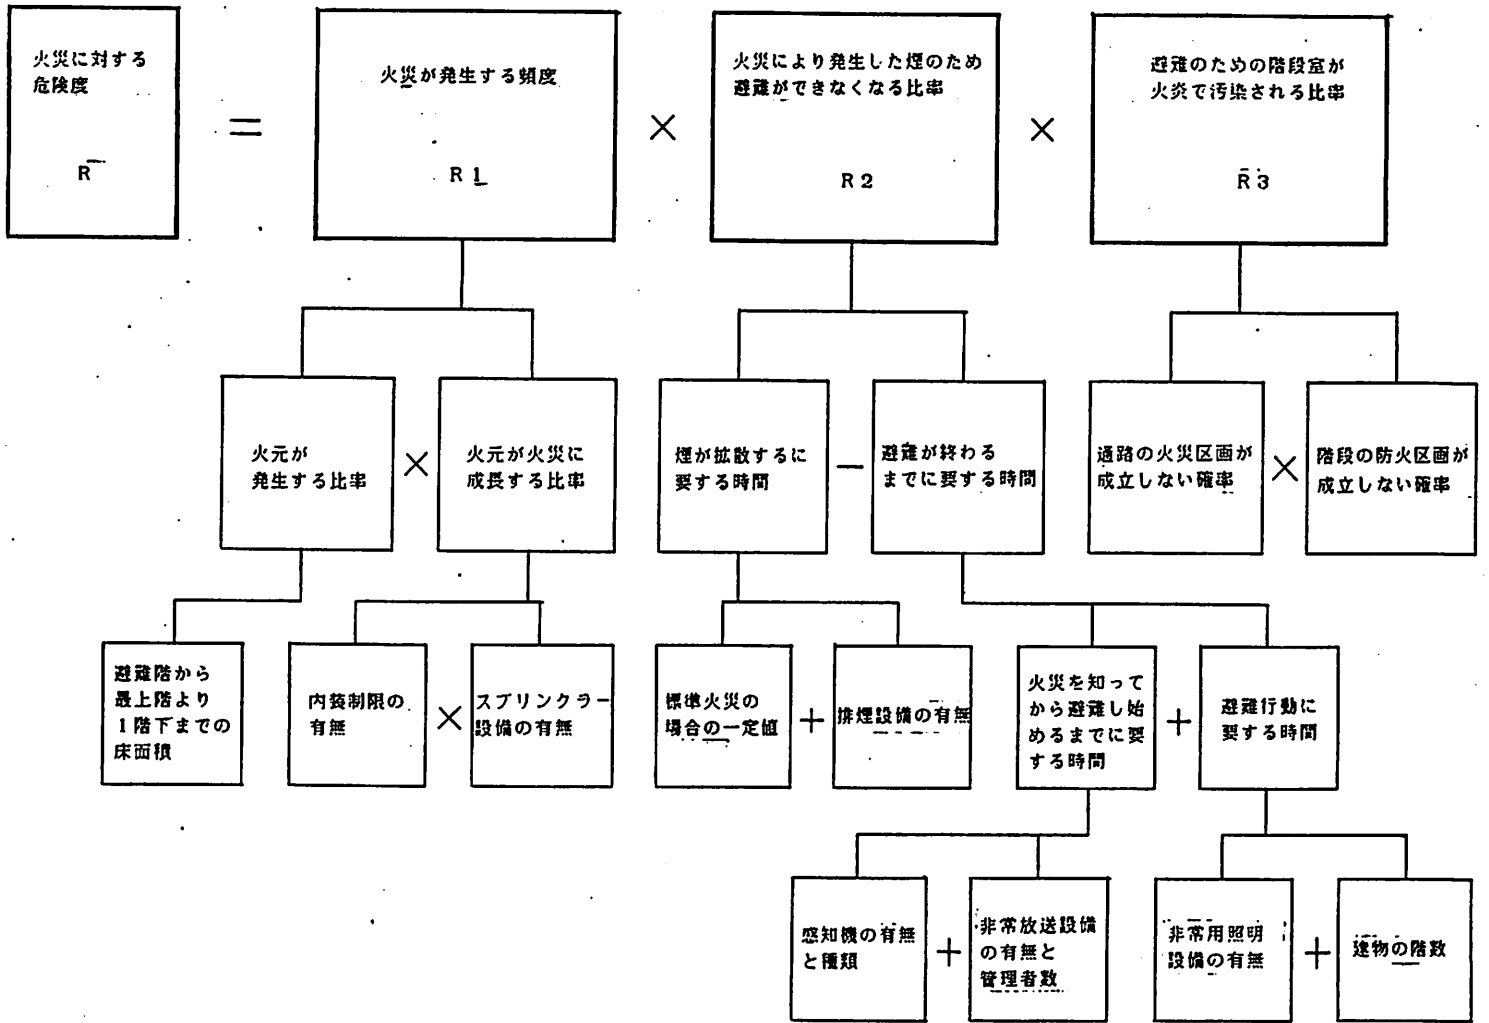 火災に対する
危険度
R
=
火災が発生する頻度
R1
×
火災により発生した煙のため
避難ができなくなる比率
R2
×
避難のための階段室が
火炎で汚染される比率
R3
火元が
発生する比率
×
火元が火災に
成長する比率
煙が拡散するに
要する時間
−
避難が終わる
までに要する時間
通路の火災区画が
成立しない確率
×
階段の防火区画が
成立しない確率
避難階から
最上階より
1階下までの
床面積
内装制限の
有無
×
スプリンクラー
設備の有無
標準火災の
場合の一定値
+
排煙設備の有無
火災を知って
から避難し始
めるまでに要
する時間
+
避難行動に
要する時間
感知機の有無
と種類
+
非常放送設備
の有無と
管理者数
非常用照明
設備の有無
+
建物の階数